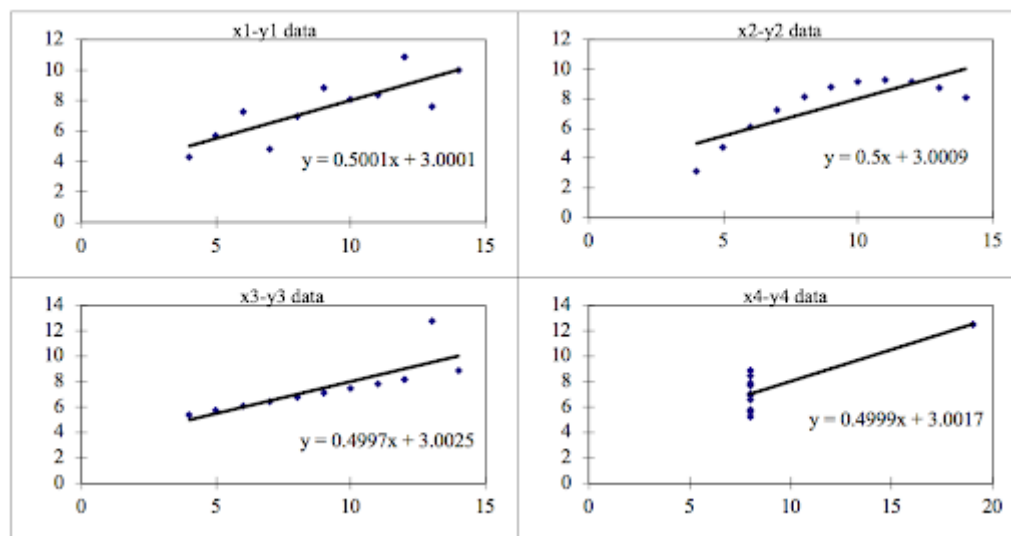 x1-y1 data
12
10
8
6
4
2
0
0 5 10 15
y = 0.5001x + 3.0001
x2-y2 data
12
10
8
6
4
2
0
0 5 10 15
y = 0.5x + 3.0009
x3-y3 data
14
12
10
8
6
4
2
0
0 5 10 15
y = 0.4997x + 3.0025
x4-y4 data
14
12
10
8
6
4
2
0
0 5 10 15 20
y = 0.4999x + 3.0017